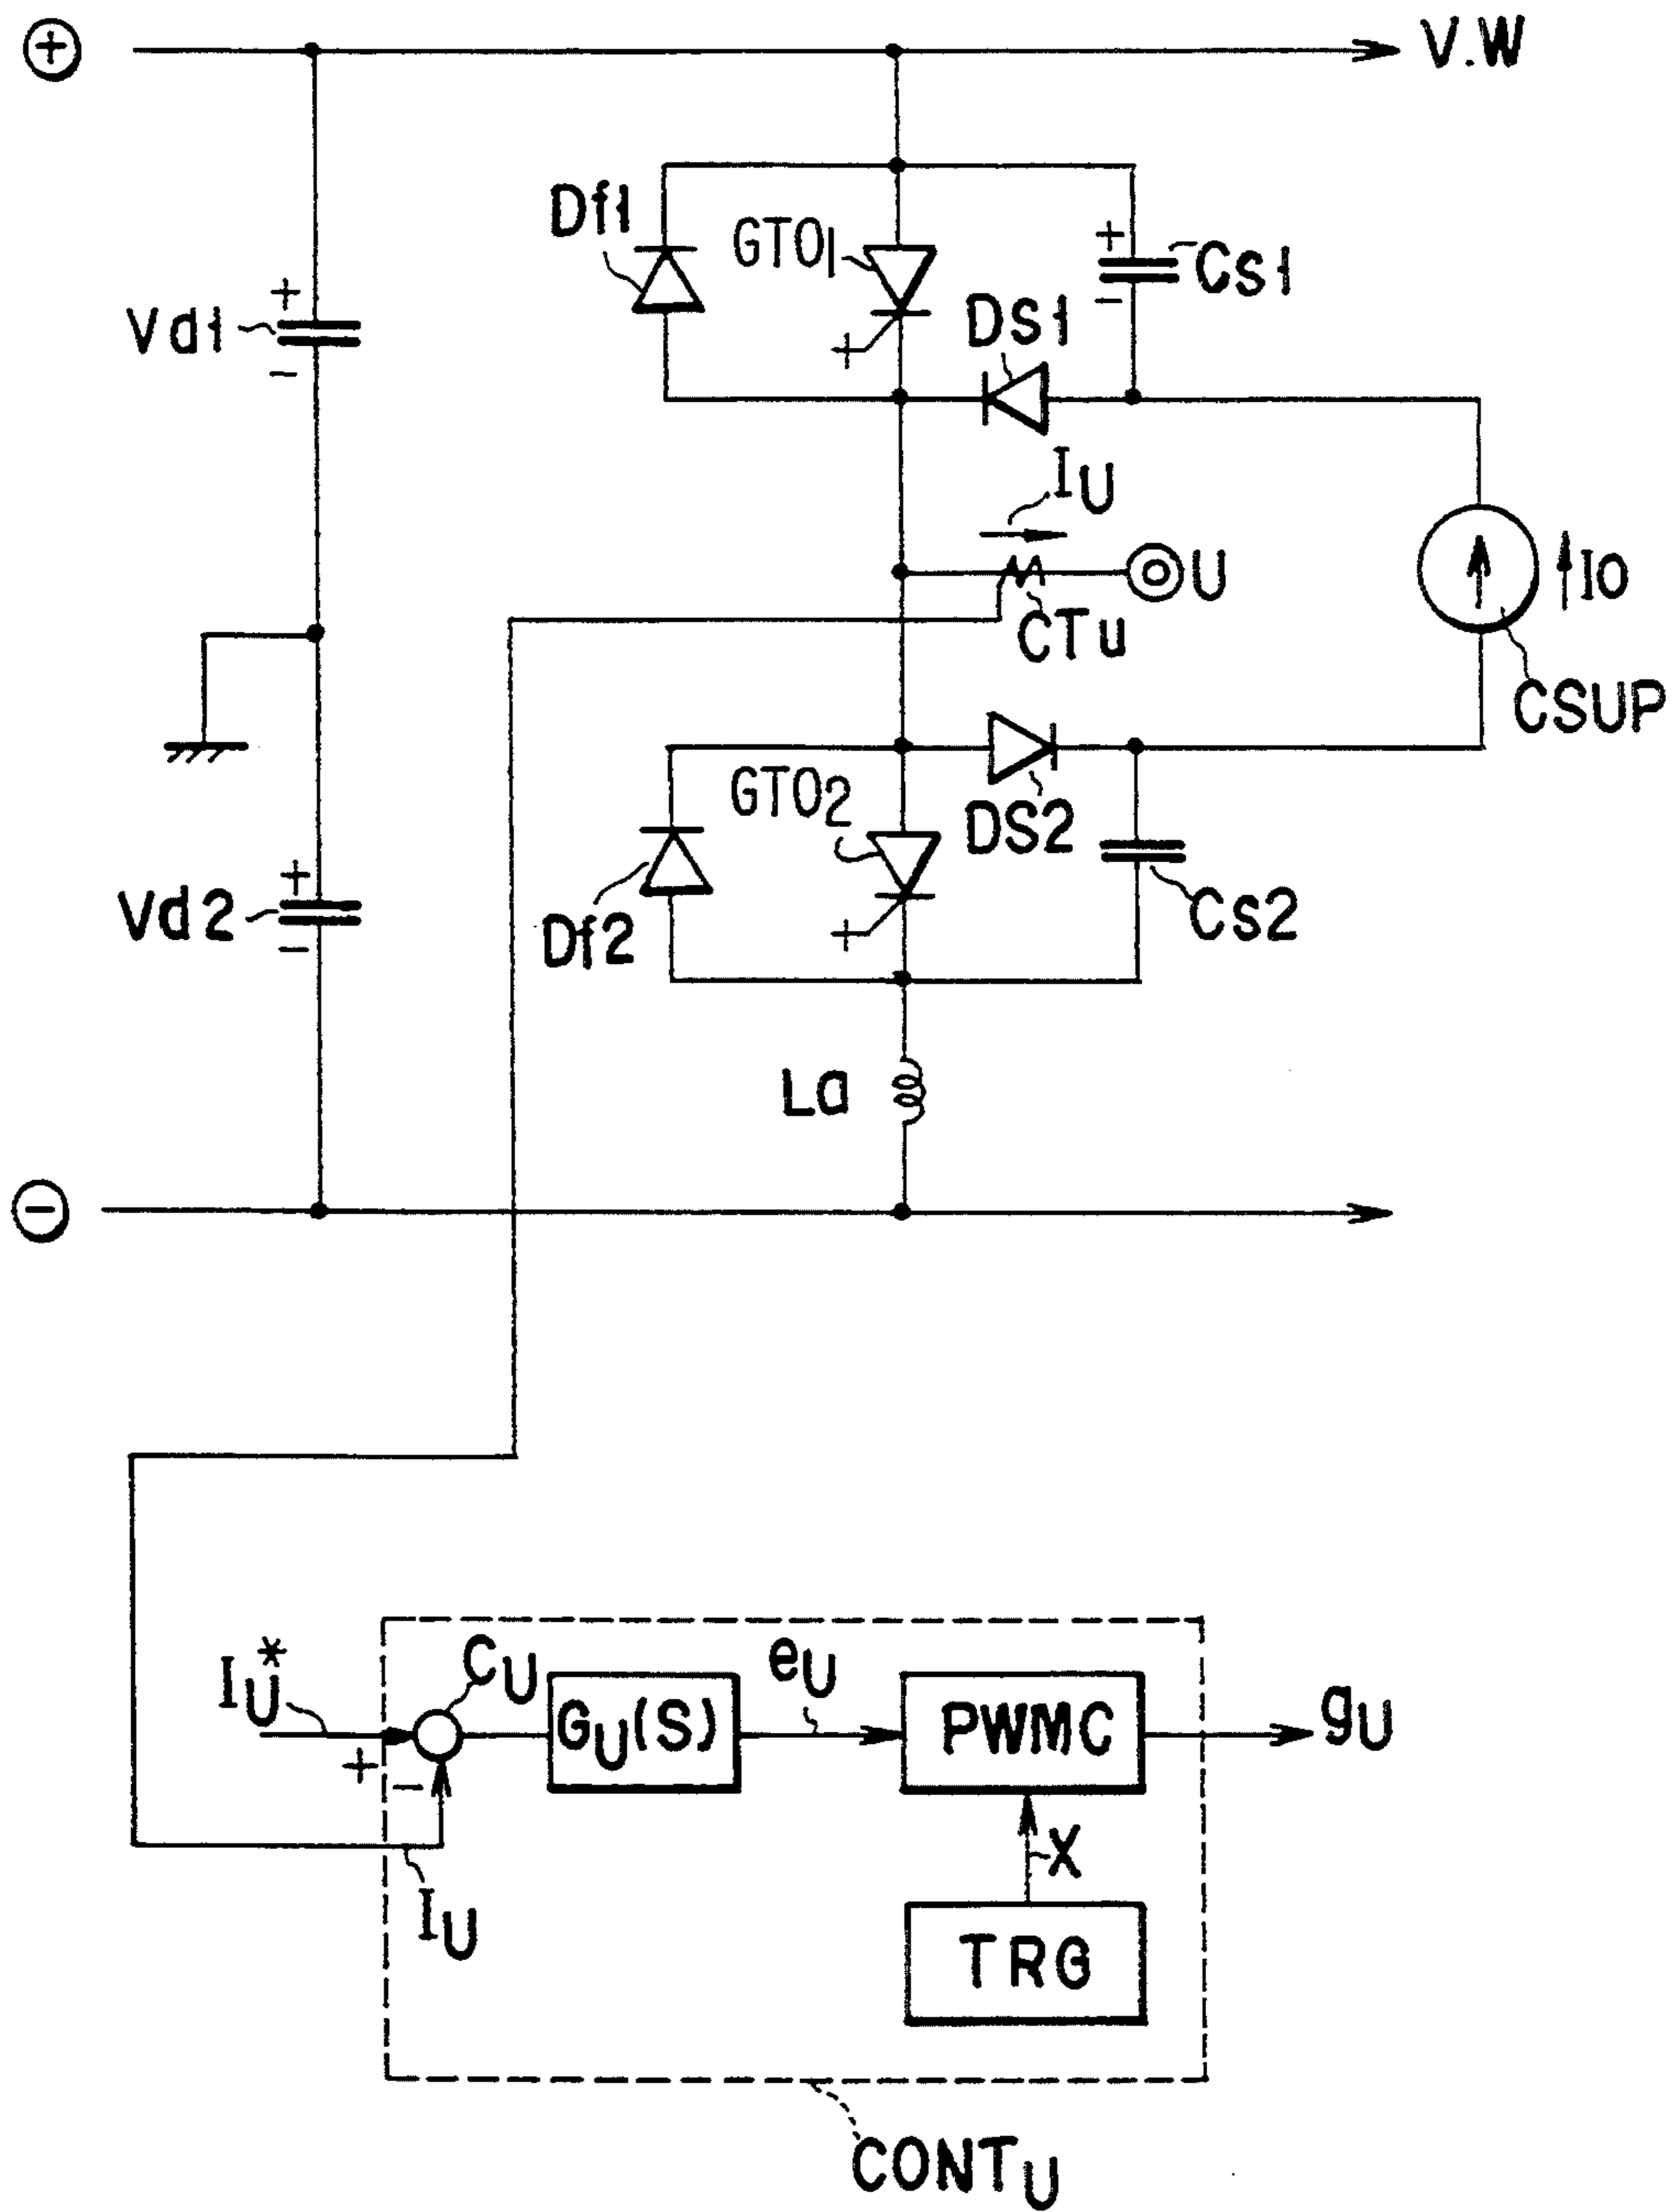 + V.W
Df1 GTO1 + Cs1
Vd1 + - DS1 -
+
IU
U
CTu
IO
CSUP
GTO2 DS2
Vd2 + - Df2 + Cs2
La
-
IU* CU GU(S) eU PWMC gU
+ -
X
IU
TRG
CONTU